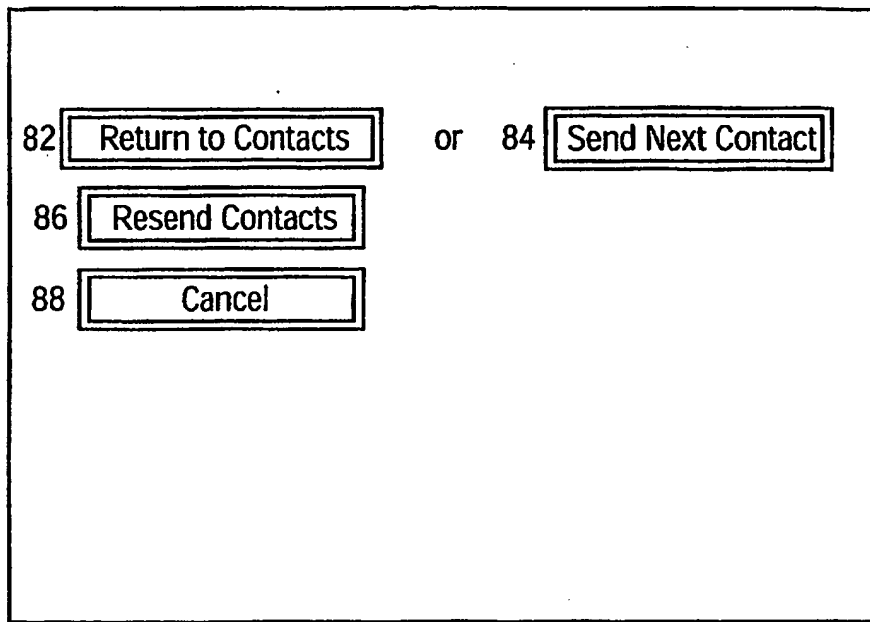 82 Return to Contacts or 84 Send Next Contact
86 Resend Contacts
88 Cancel